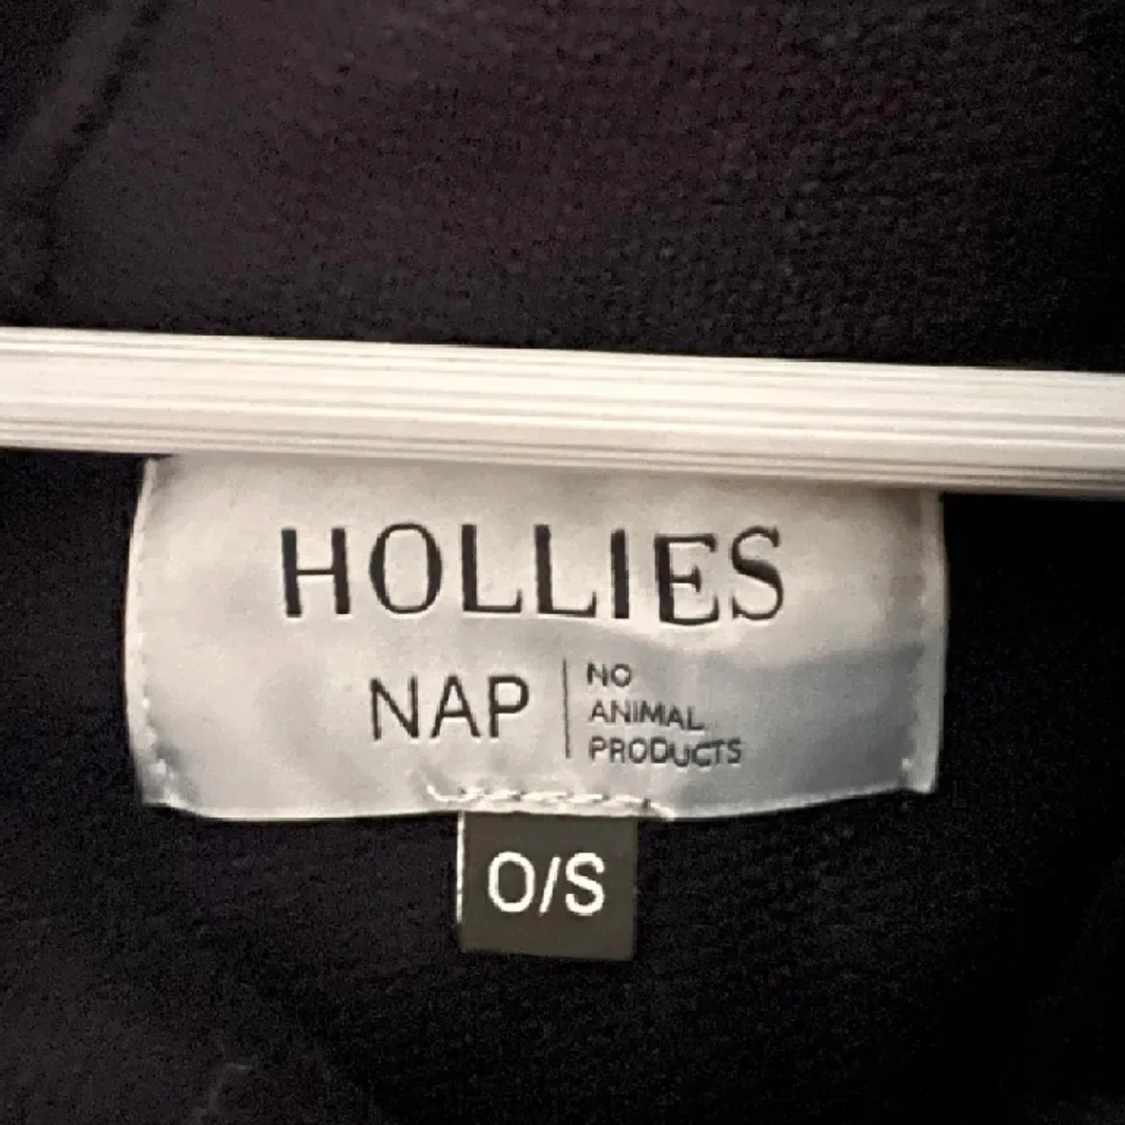 HOLLIES
NAP
NO
ANIMAL
PRODUCTS
O/S